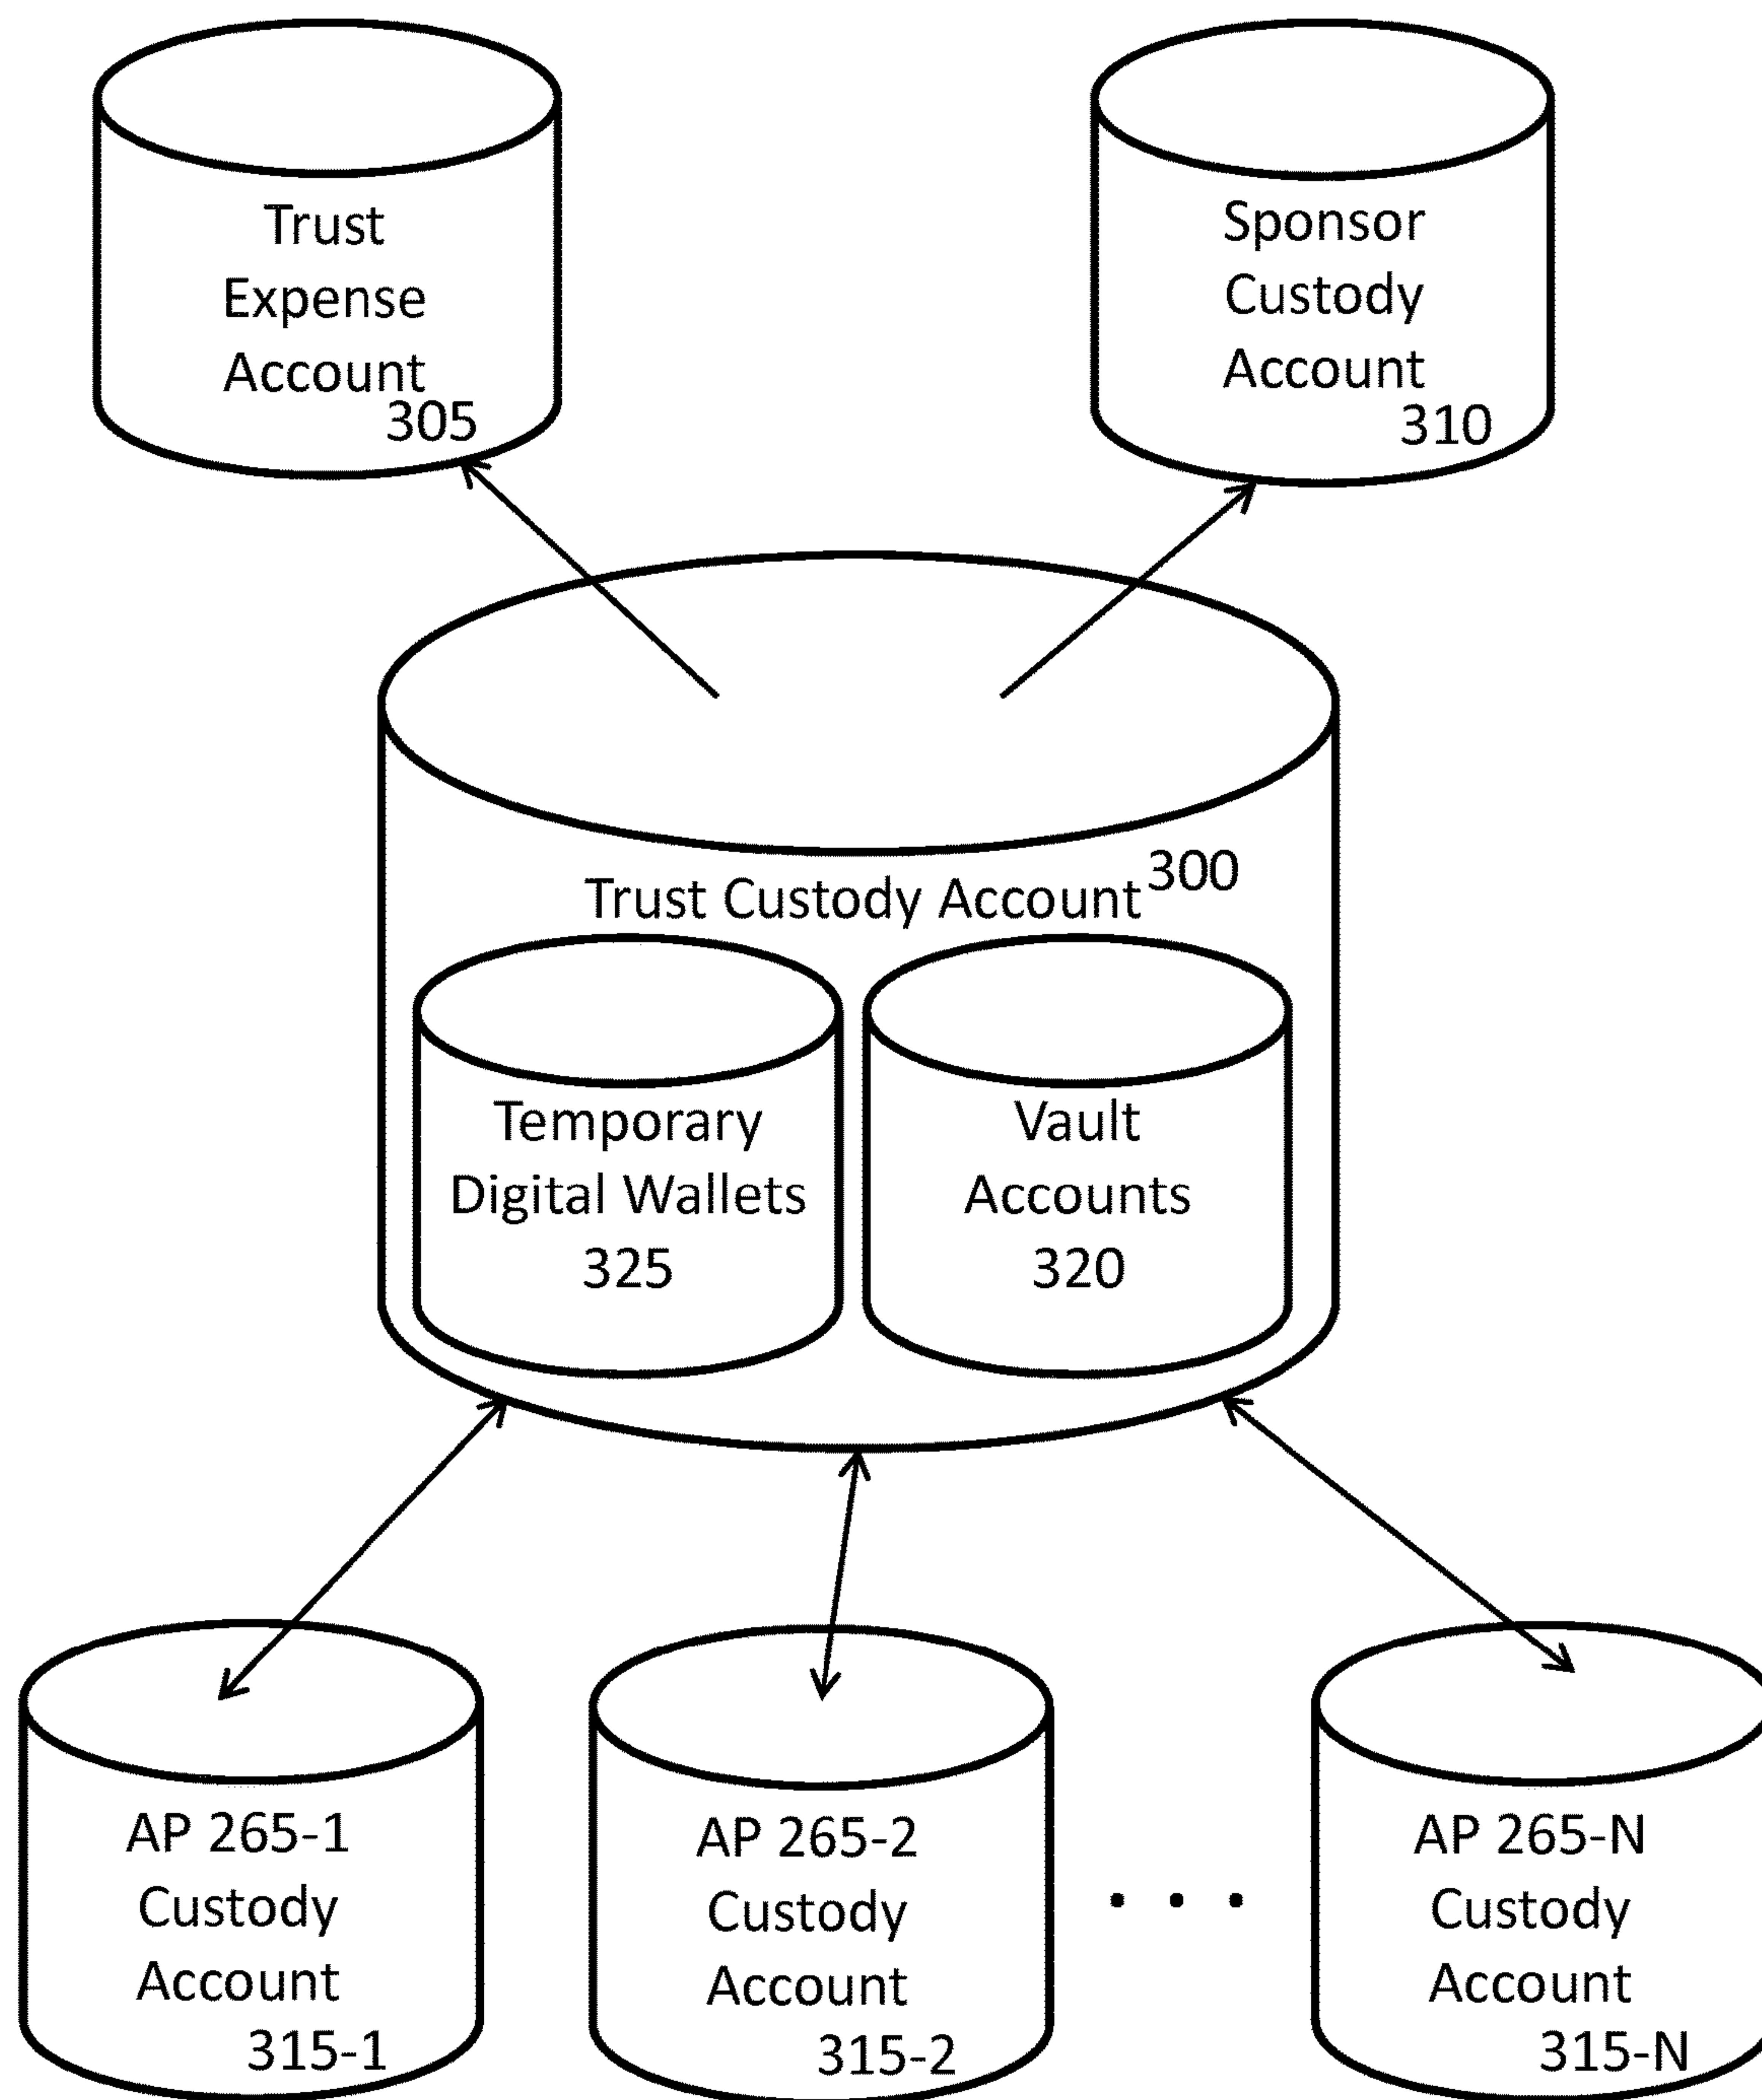 Trust
Expense
Account
305
Sponsor
Custody
Account
310
Trust Custody Account 300
Temporary
Digital Wallets
325
Vault
Accounts
320
AP 265-1
Custody
Account
315-1
AP 265-2
Custody
Account
315-2
. . .
AP 265-N
Custody
Account
315-N